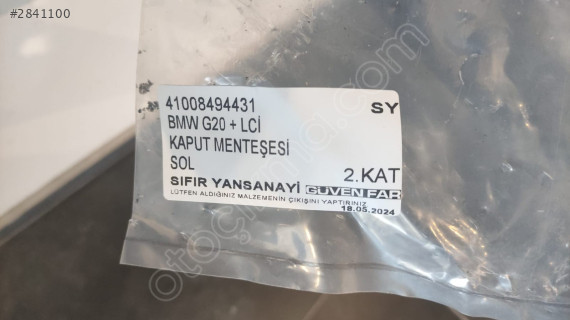 #2841100
41008494431 SY
BMW G20 + LCİ
KAPUT MENTEŞESİ
SOL
2.KAT
SIFIR YANSANAYİ GÜVEN FAR
LÜTFEN ALDIĞINIZ MALZEMENİN ÇIKIŞINI YAPTIRINIZ
18.05.2024